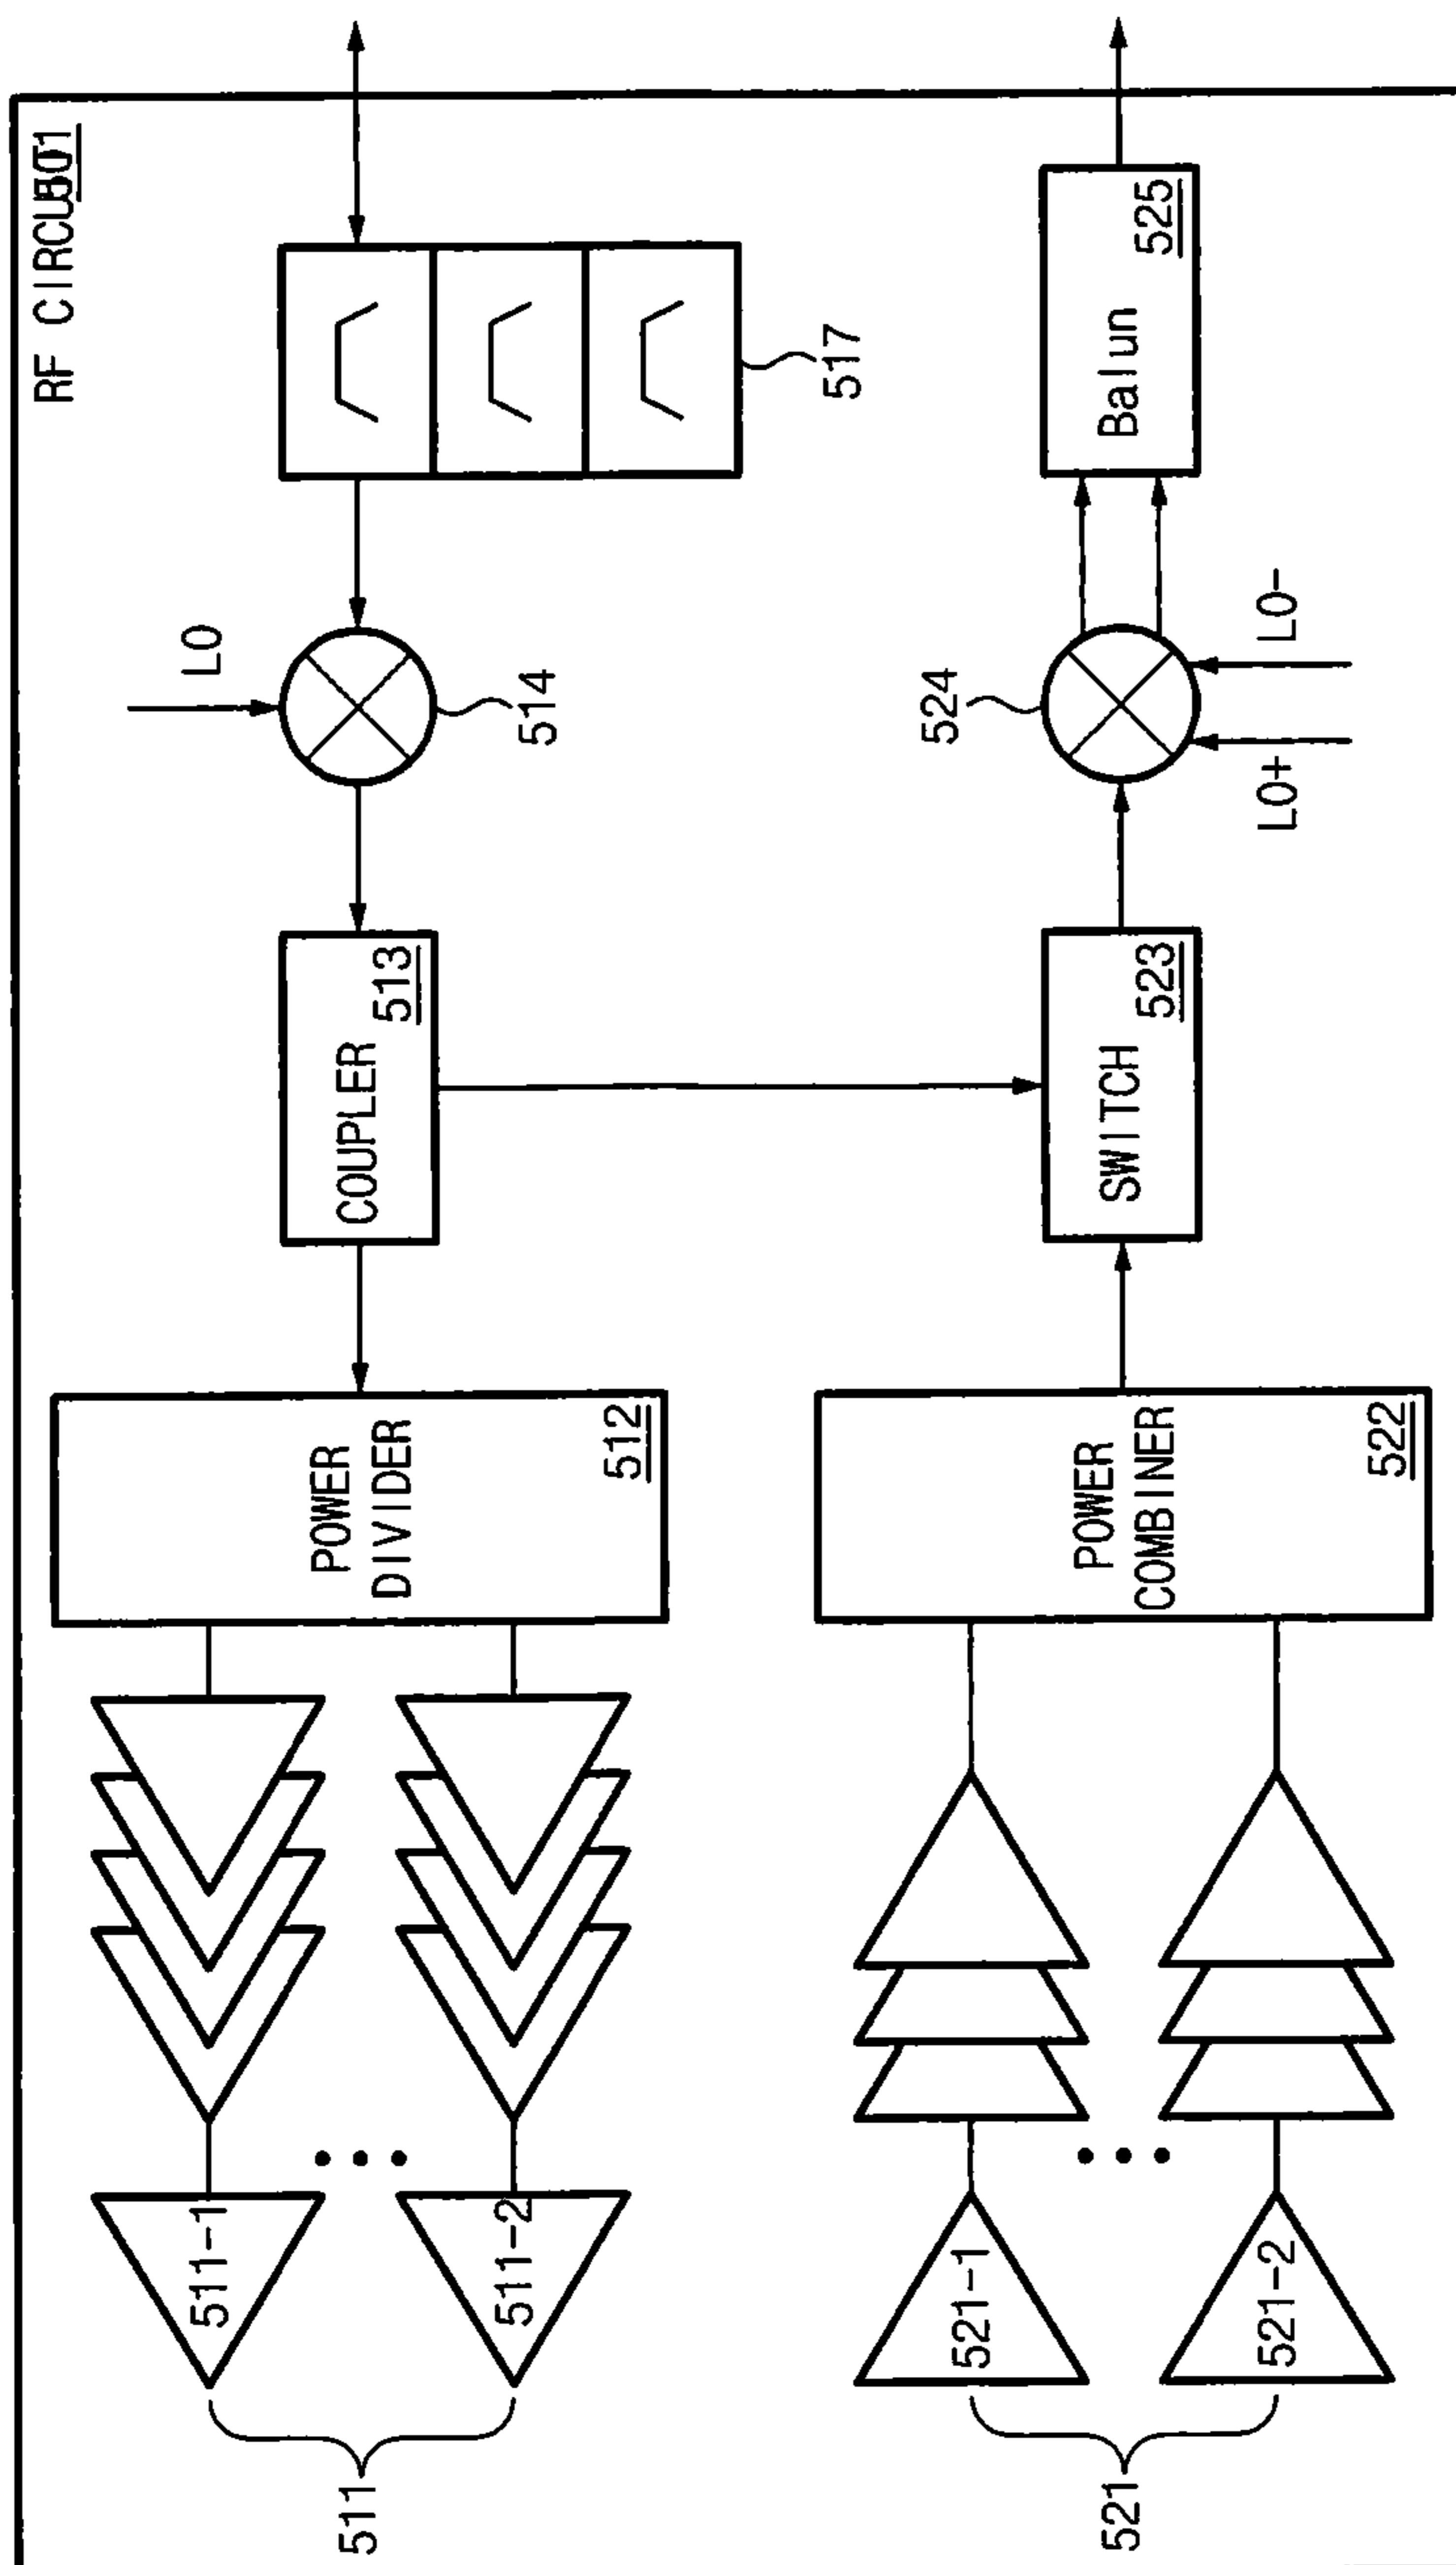 RF CIRCUIT
501
LO
511
511-1
511-2
POWER
DIVIDER
512
COUPLER
513
514
517
521
521-1
521-2
POWER
COMBINER
522
SWITCH
523
524
LO+
LO-
Balun
525